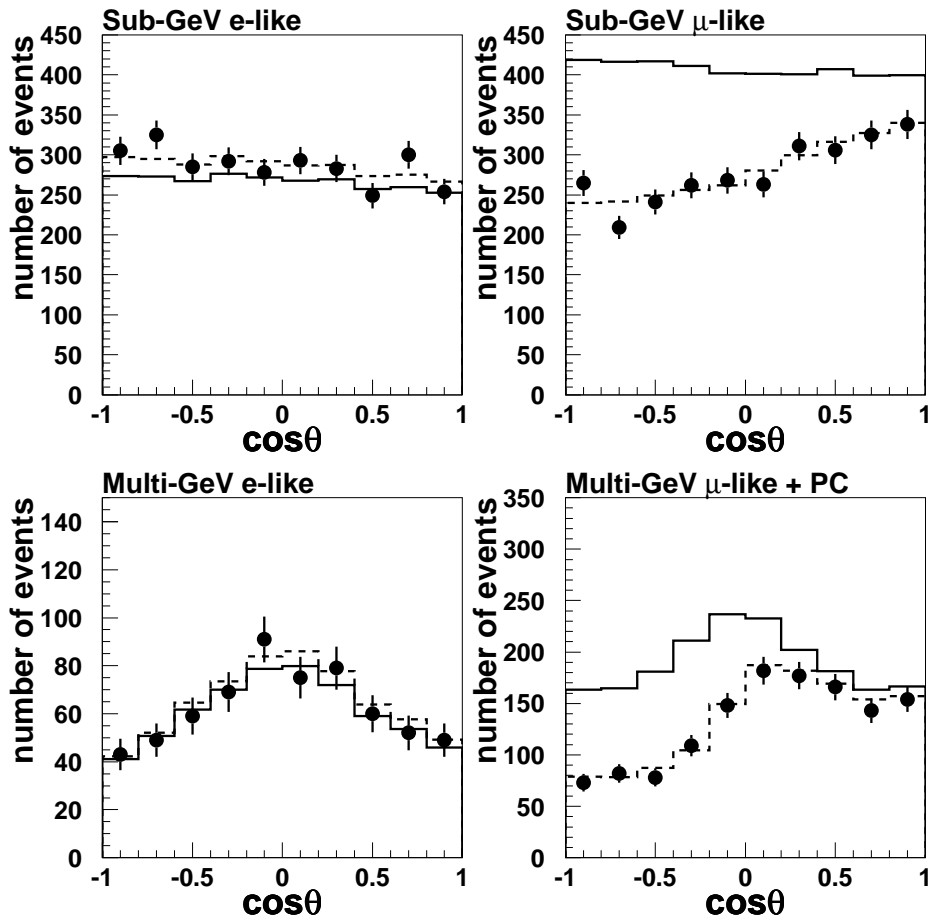 Sub-GeV e-like
number of events
450
400
350
300
250
200
150
100
50
0
-1 -0.5 0 0.5 1
cosθ
Sub-GeV μ-like
number of events
450
400
350
300
250
200
150
100
50
0
-1 -0.5 0 0.5 1
cosθ
Multi-GeV e-like
number of events
140
120
100
80
60
40
20
0
-1 -0.5 0 0.5 1
cosθ
Multi-GeV μ-like + PC
number of events
350
300
250
200
150
100
50
0
-1 -0.5 0 0.5 1
cosθ